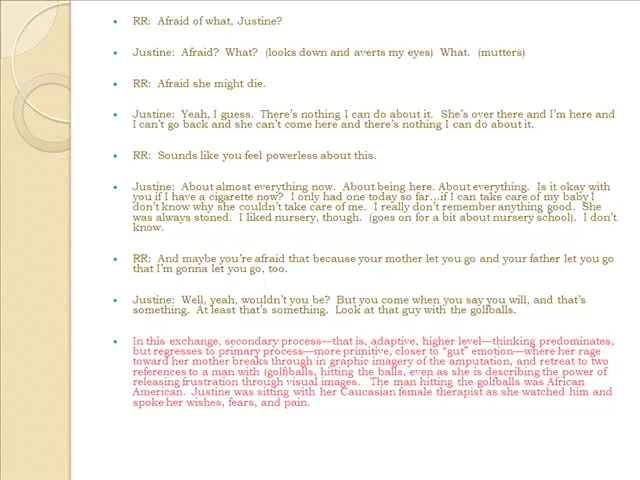 RR:  Afraid of what, Justine?
Justine:  Afraid?  What?  (looks down and averts my eyes)  What.  (mutters)
RR:  Afraid she might die.
Justine:  Yeah, I guess.  There's nothing I can do about it.  She's over there and I'm here and
I can't go back and she can't come here and there's nothing I can do about it.
RR:  Sounds like you feel powerless about this.
Justine:  About almost everything now.  About being here. About everything.  Is it okay with
you if I have a cigarette now?  I only had one today so far…if I can take care of my baby I
don't know why she couldn't take care of me.  I really don't remember anything good.  She
was always stoned.  I liked nursery, though.  (goes on for a bit about nursery school).  I don't
know.
RR:  And maybe you're afraid that because your mother let you go and your father let you go
that I'm gonna let you go, too.
Justine:  Well, yeah, wouldn't you be?  But you come when you say you will, and that's
something.  At least that's something.  Look at that guy with the golfballs.
In this exchange, secondary process—that is, adaptive, higher level—thinking predominates,
but regresses to primary process—more primitive, closer to "gut" emotion—where her rage
toward her mother breaks through in graphic imagery of the amputation, and retreat to two
references to a man with (golf)balls, hitting the balls, even as she is describing the power of
releasing frustration through visual images.   The man hitting the golfballs was African
American.  Justine was sitting with her Caucasian female therapist as she watched him and
spoke her wishes, fears, and pain.